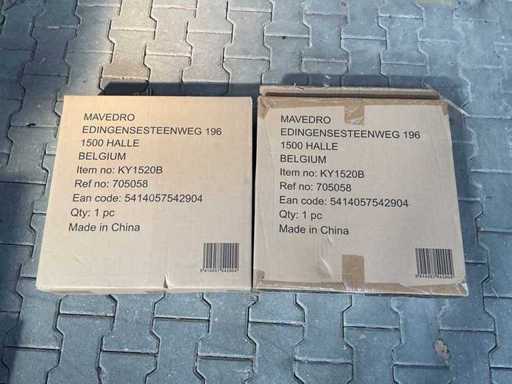 MAVEDRO
EDINGENSESTEENWEG 196
1500 HALLE
BELGIUM
Item no: KY1520B
Ref no: 705058
Ean code: 5414057542904
Qty: 1 pc
Made in China
MAVEDRO
EDINGENSESTEENWEG 196
1500 HALLE
BELGIUM
Item no: KY1520B
Ref no: 705058
Ean code: 5414057542904
Qty: 1 pc
Made in China